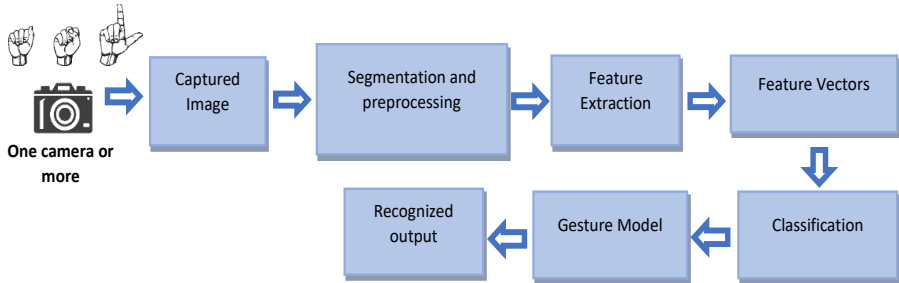 One camera or
more
Captured
Image
Segmentation and
preprocessing
Feature
Extraction
Feature Vectors
Classification
Gesture Model
Recognized
output